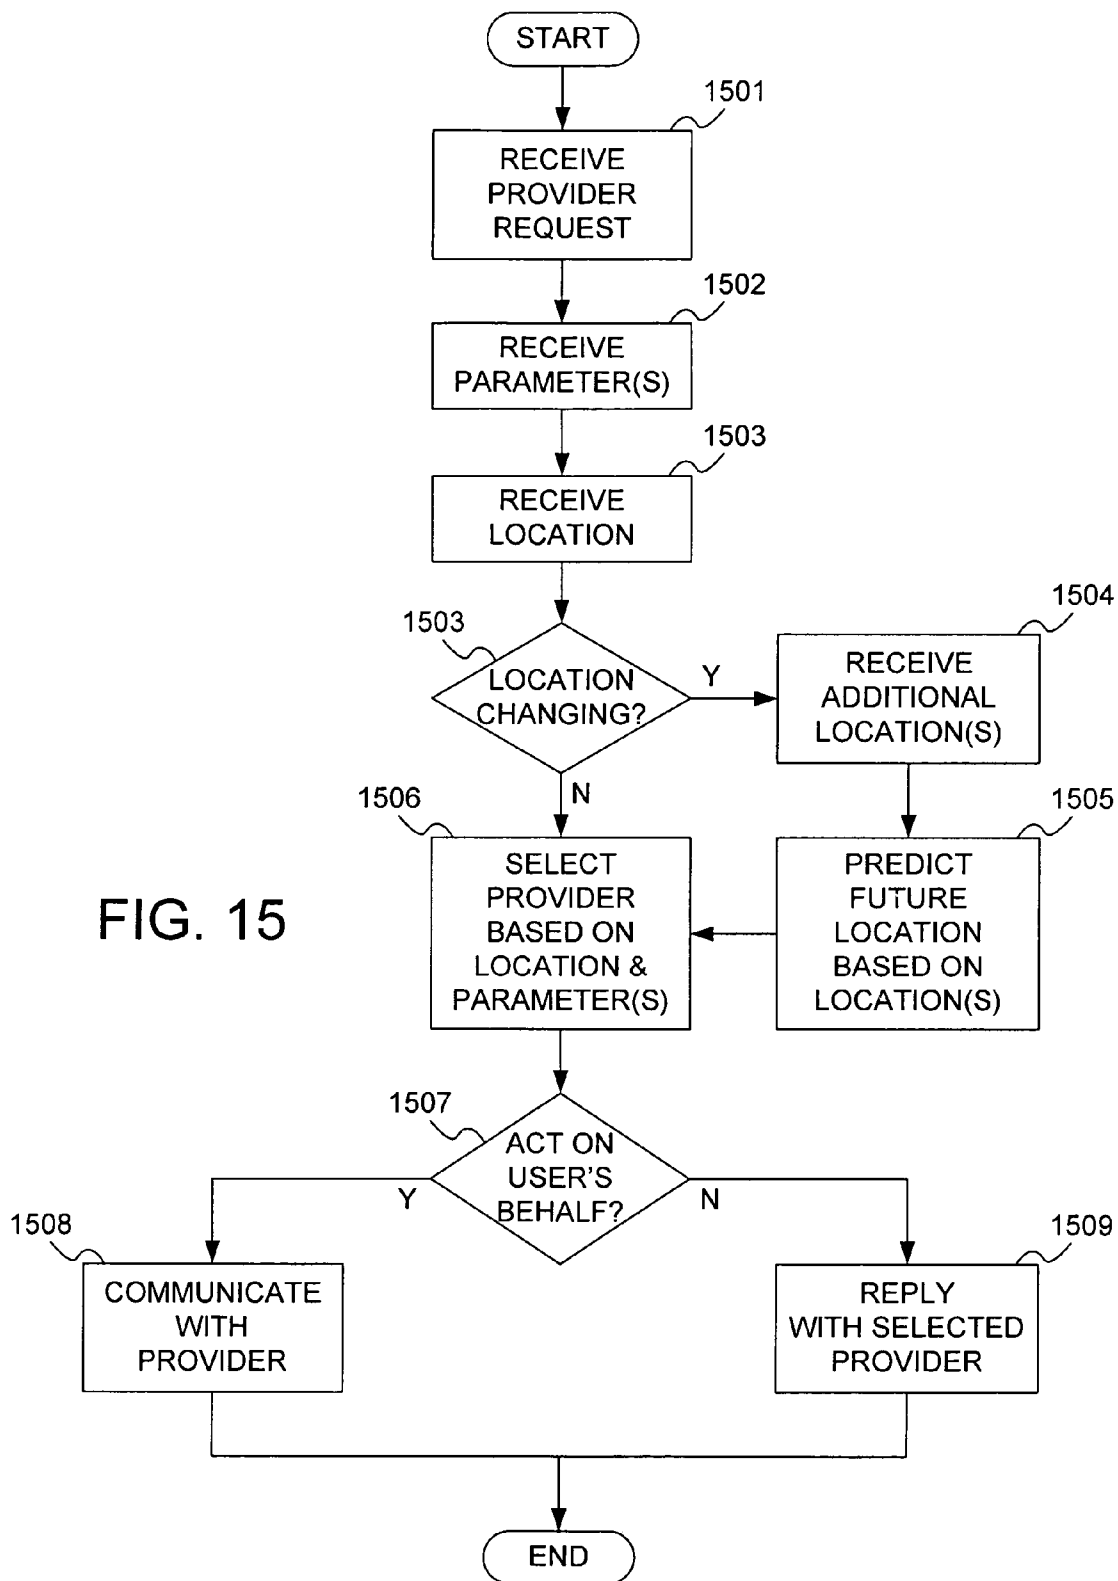 START
1501
RECEIVE
PROVIDER
REQUEST
1502
RECEIVE
PARAMETER(S)
1503
RECEIVE
LOCATION
1503
LOCATION
CHANGING?
Y
N
1504
RECEIVE
ADDITIONAL
LOCATION(S)
1505
PREDICT
FUTURE
LOCATION
BASED ON
LOCATION(S)
1506
SELECT
PROVIDER
BASED ON
LOCATION &
PARAMETER(S)
FIG. 15
1507
ACT ON
USER'S
BEHALF?
Y
N
1508
COMMUNICATE
WITH
PROVIDER
1509
REPLY
WITH SELECTED
PROVIDER
END